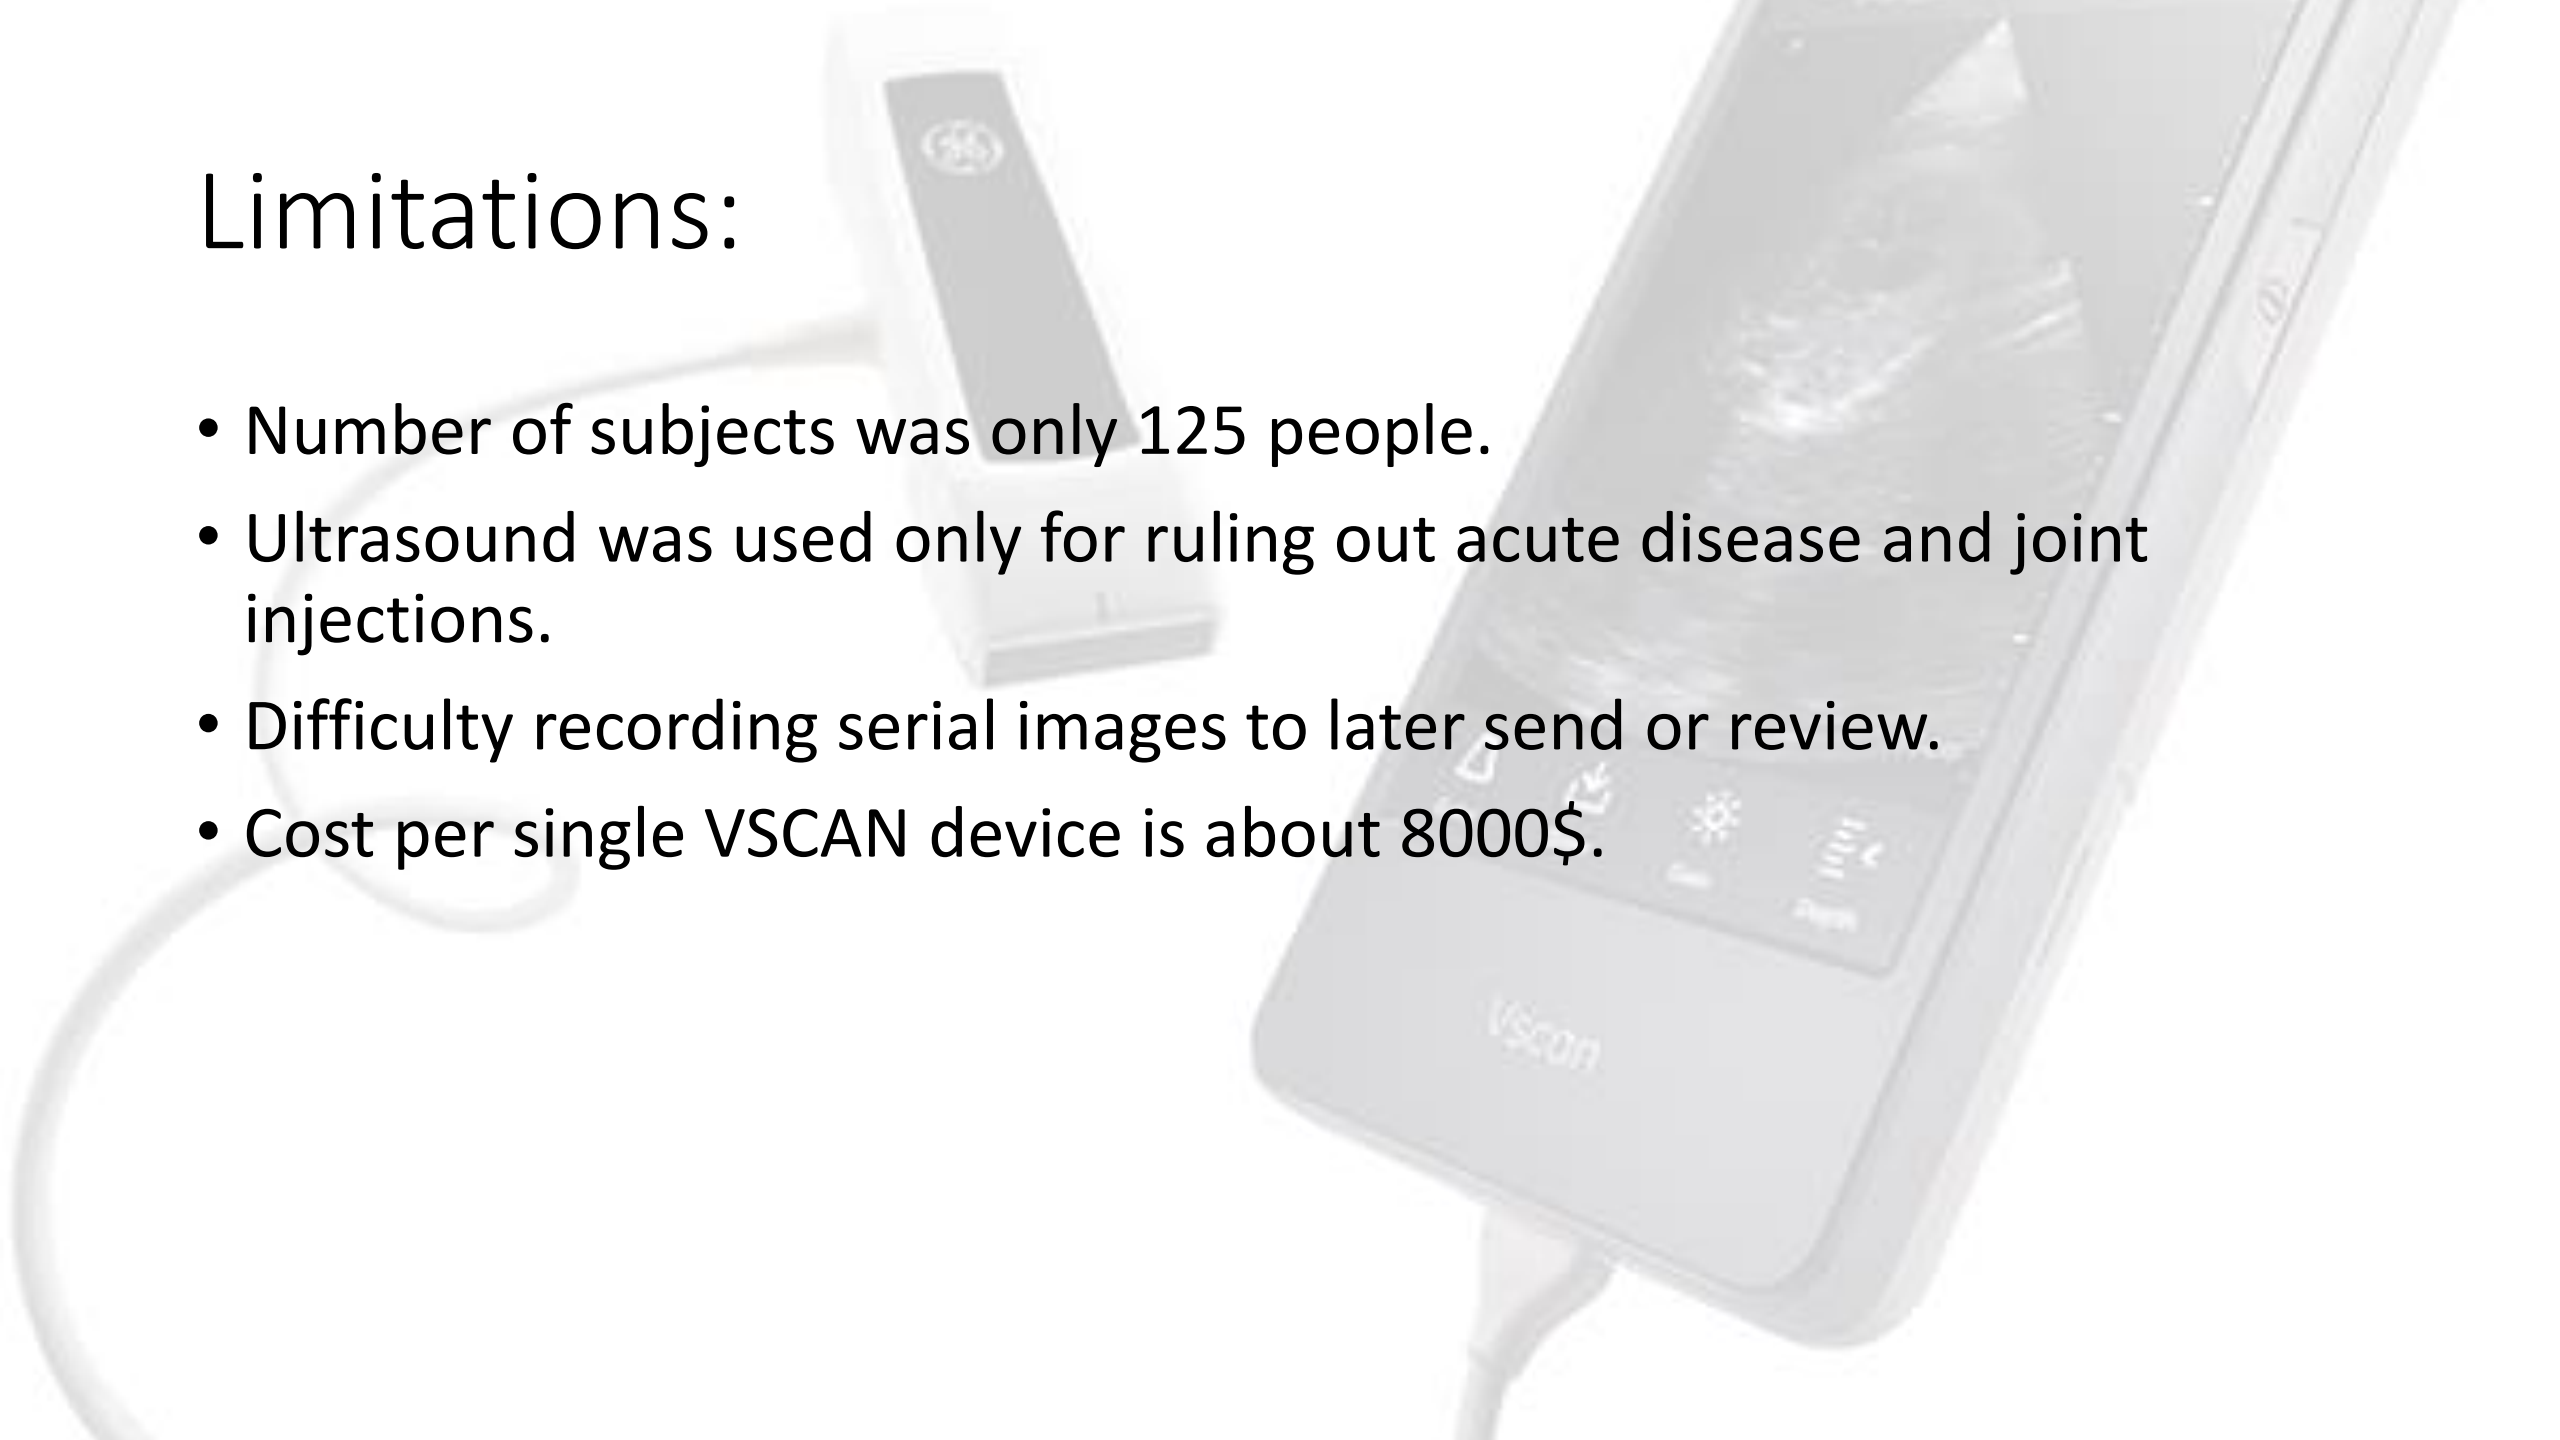 Limitations:
• Number of subjects was only 125 people.
• Ultrasound was used only for ruling out acute disease and joint
injections.
• Difficulty recording serial images to later send or review.
• Cost per single VSCAN device is about 8000$.
vscan